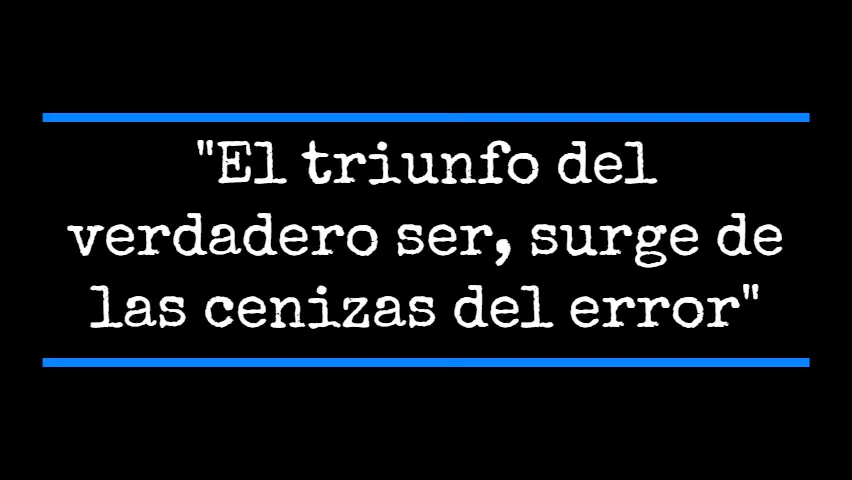 "El triunfo del
verdadero ser, surge de
las cenizas del error"